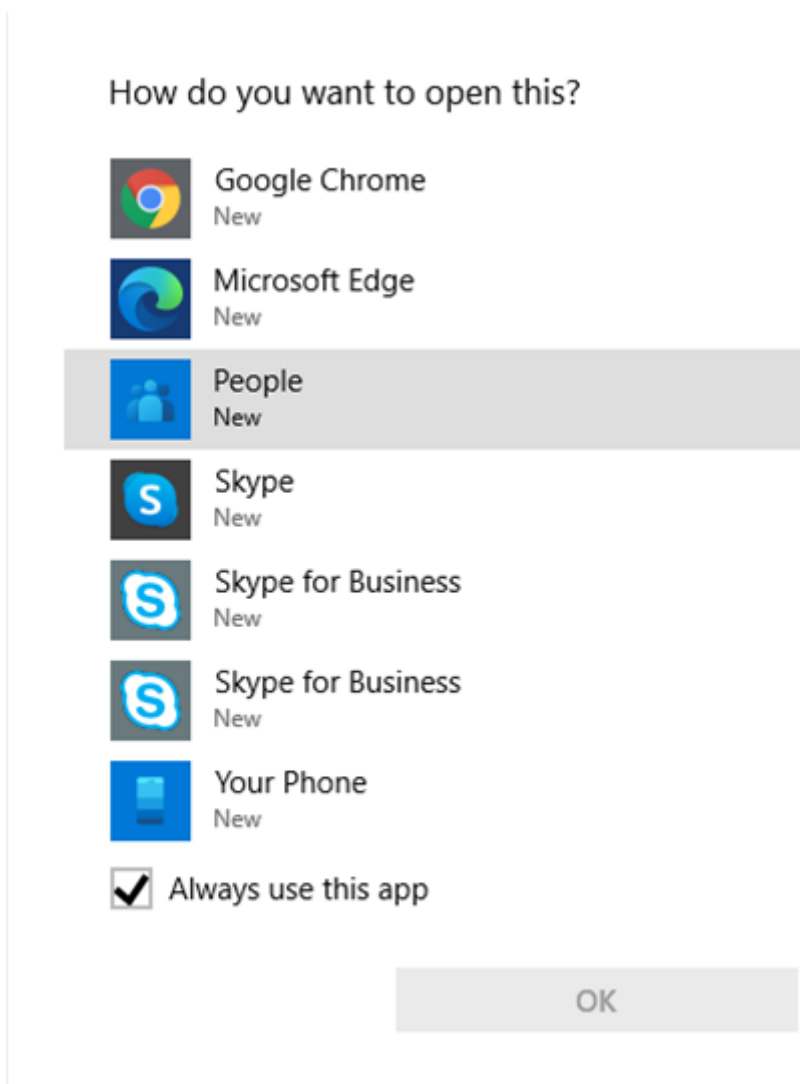 How do you want to open this?
Google Chrome
New
Microsoft Edge
New
People
New
Skype
New
Skype for Business
New
Skype for Business
New
Your Phone
New
Always use this app
OK